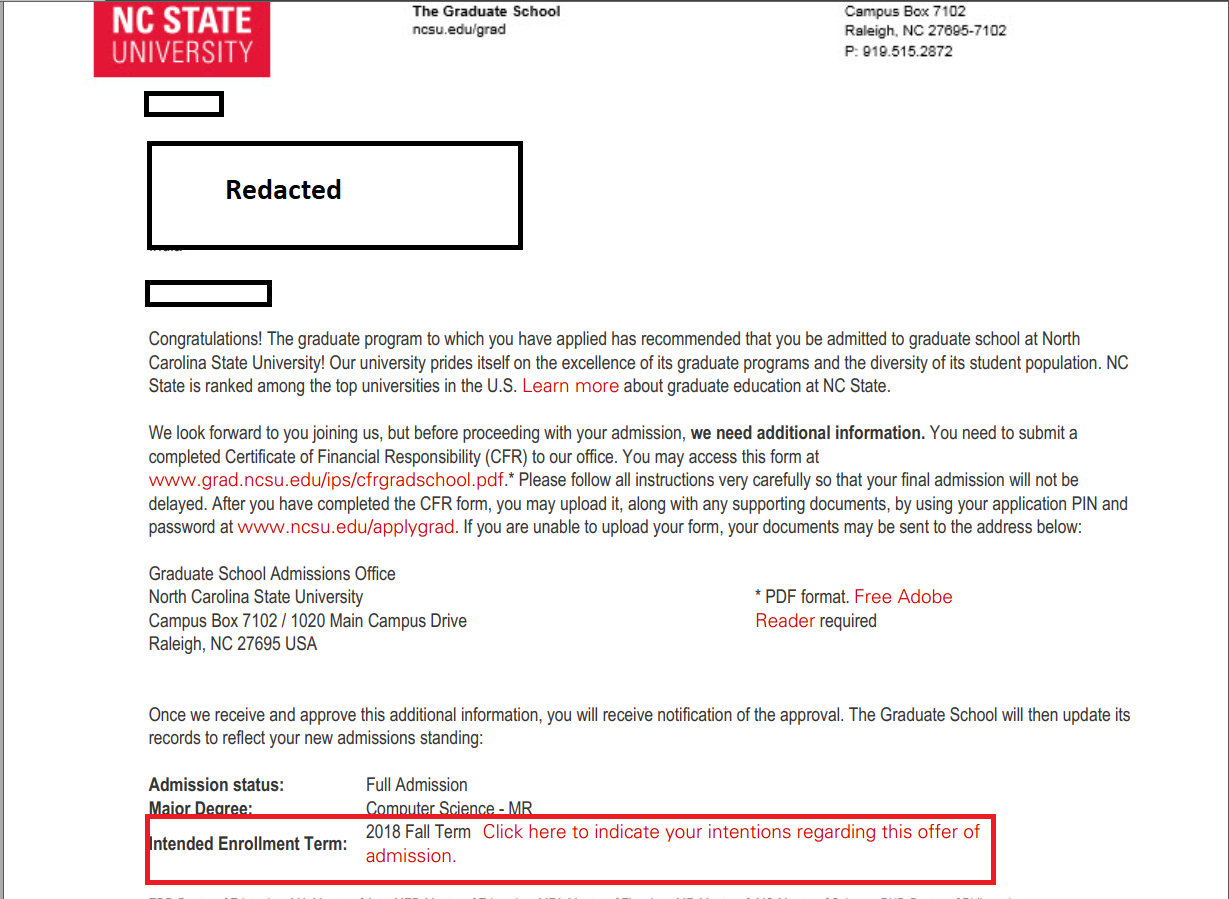 NC STATE
UNIVERSITY
The Graduate School
ncsu.edu/grad
Campus Box 7102
Raleigh, NC 27695-7102
P: 919.515.2872
Redacted
Congratulations! The graduate program to which you have applied has recommended that you be admitted to graduate school at North
Carolina State University! Our university prides itself on the excellence of its graduate programs and the diversity of its student population. NC
State is ranked among the top universities in the U.S. Learn more about graduate education at NC State.
We look forward to you joining us, but before proceeding with your admission, we need additional information. You need to submit a
completed Certificate of Financial Responsibility (CFR) to our office. You may access this form at
www.grad.ncsu.edu/ips/cfrgradschool.pdf.* Please follow all instructions very carefully so that your final admission will not be
delayed. After you have completed the CFR form, you may upload it, along with any supporting documents, by using your application PIN and
password at www.ncsu.edu/applygrad. If you are unable to upload your form, your documents may be sent to the address below:
Graduate School Admissions Office
North Carolina State University
Campus Box 7102 / 1020 Main Campus Drive
Raleigh, NC 27695 USA
* PDF format. Free Adobe
Reader required
Once we receive and approve this additional information, you will receive notification of the approval. The Graduate School will then update its
records to reflect your new admissions standing:
Admission status: Full Admission
Major Degree: Computer Science - MR
Intended Enrollment Term: 2018 Fall Term Click here to indicate your intentions regarding this offer of
admission.